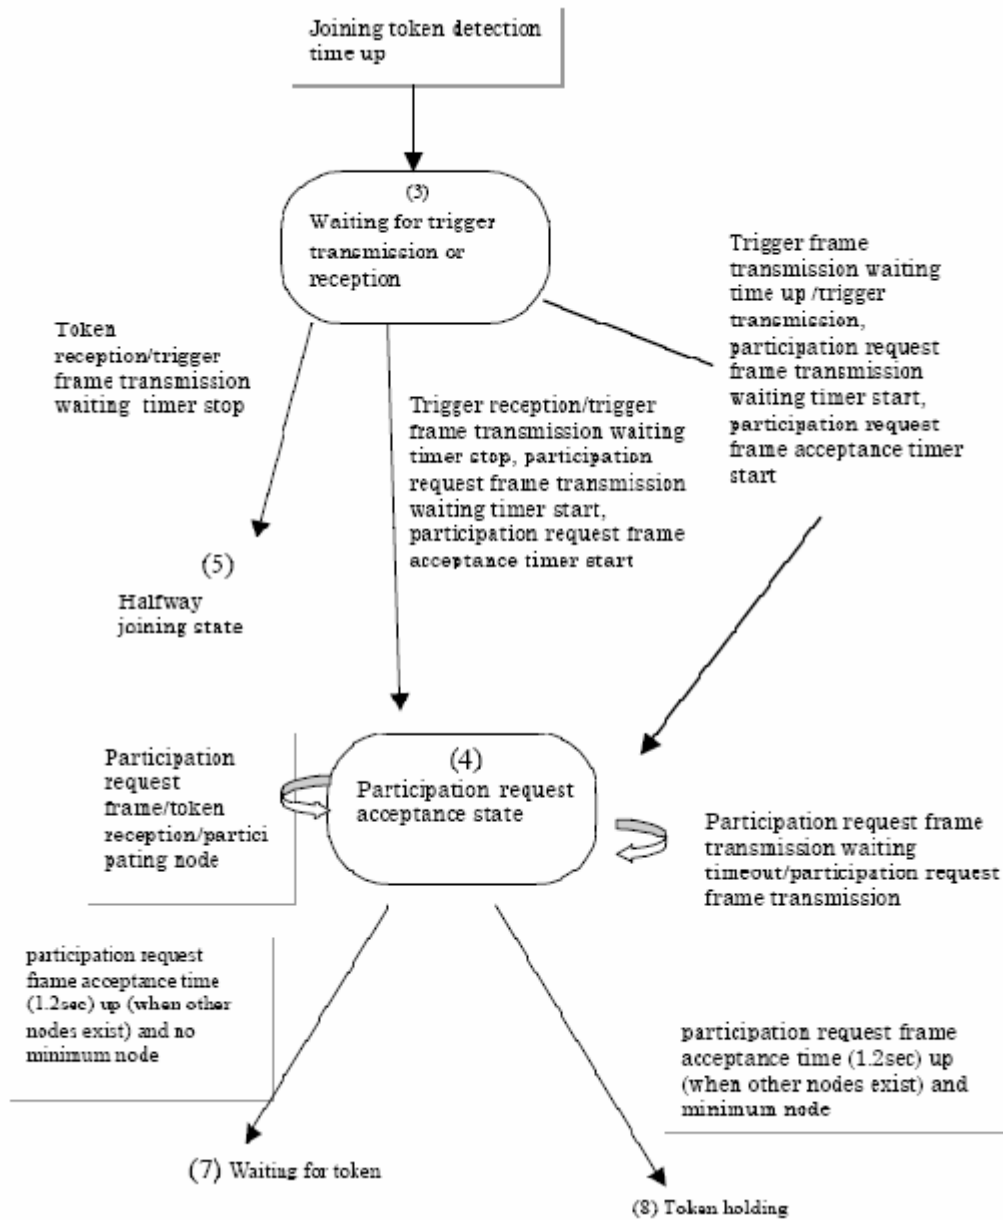 Joining token detection
time up
(3)
Waiting for trigger
transmission or
reception
Trigger frame
transmission waiting
time up /trigger
transmission,
participation request
frame transmission
waiting timer start,
participation request
frame acceptance timer
start
Token
reception/trigger
frame transmission
waiting timer stop
Trigger reception/trigger
frame transmission waiting
timer stop, participation
request frame transmission
waiting timer start,
participation request frame
acceptance timer start
(5)
Halfway
joining state
Participation
request
frame/token
reception/partici
pating node
(4)
Participation request
acceptance state
Participation request frame
transmission waiting
timeout/participation request
frame transmission
participation request
frame acceptance time
(1.2sec) up (when other
nodes exist) and no
minimum node
participation request frame
acceptance time (1.2sec) up
(when other nodes exist) and
minimum node
(7) Waiting for token
(8) Token holding